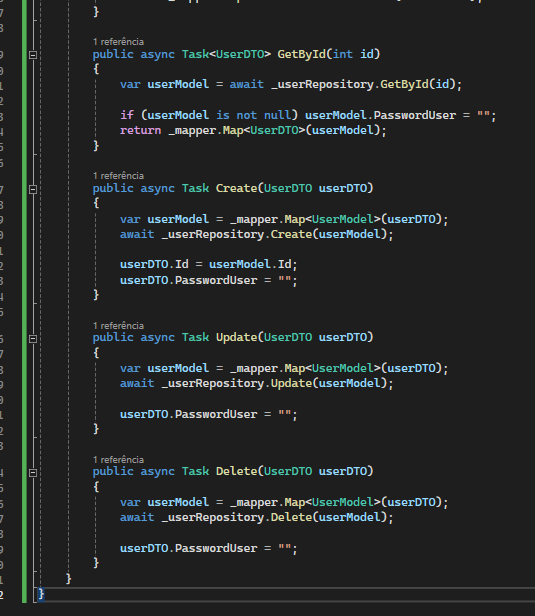 }
1 referência
public async Task<UserDTO> GetById(int id)
{
var userModel = await _userRepository.GetById(id);
if (userModel is not null) userModel.PasswordUser = "";
return _mapper.Map<UserDTO>(userModel);
}
1 referência
public async Task Create(UserDTO userDTO)
{
var userModel = _mapper.Map<UserModel>(userDTO);
await _userRepository.Create(userModel);
userDTO.Id = userModel.Id;
userDTO.PasswordUser = "";
}
1 referência
public async Task Update(UserDTO userDTO)
{
var userModel = _mapper.Map<UserModel>(userDTO);
await _userRepository.Update(userModel);
userDTO.PasswordUser = "";
}
1 referência
public async Task Delete(UserDTO userDTO)
{
var userModel = _mapper.Map<UserModel>(userDTO);
await _userRepository.Delete(userModel);
userDTO.PasswordUser = "";
}
}
}